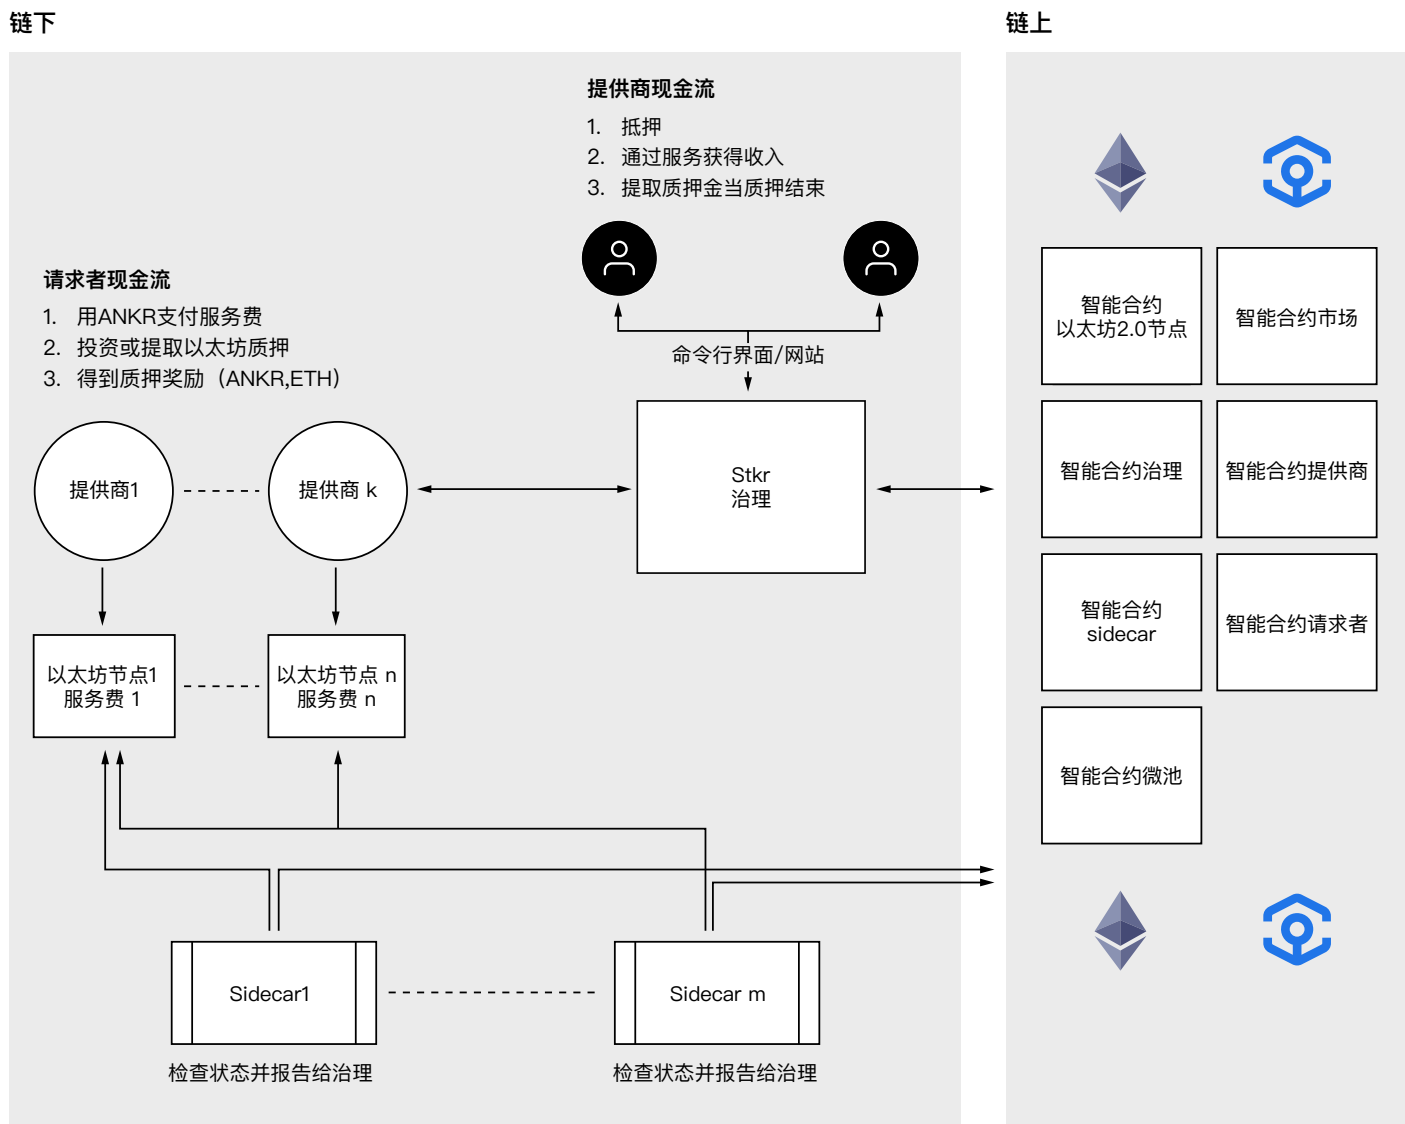 链下
链上
提供商现金流
1. 抵押
2. 通过服务获得收入
3. 提取质押金当质押结束
请求者现金流
1. 用ANKR支付服务费
2. 投资或提取以太坊质押
3. 得到质押奖励（ANKR,ETH）
命令行界面/网站
提供商1
提供商 k
Stkr
治理
以太坊节点1
服务费 1
以太坊节点 n
服务费 n
Sidecar1
Sidecar m
检查状态并报告给治理
检查状态并报告给治理
智能合约
以太坊2.0节点
智能合约市场
智能合约治理
智能合约提供商
智能合约
sidecar
智能合约请求者
智能合约微池